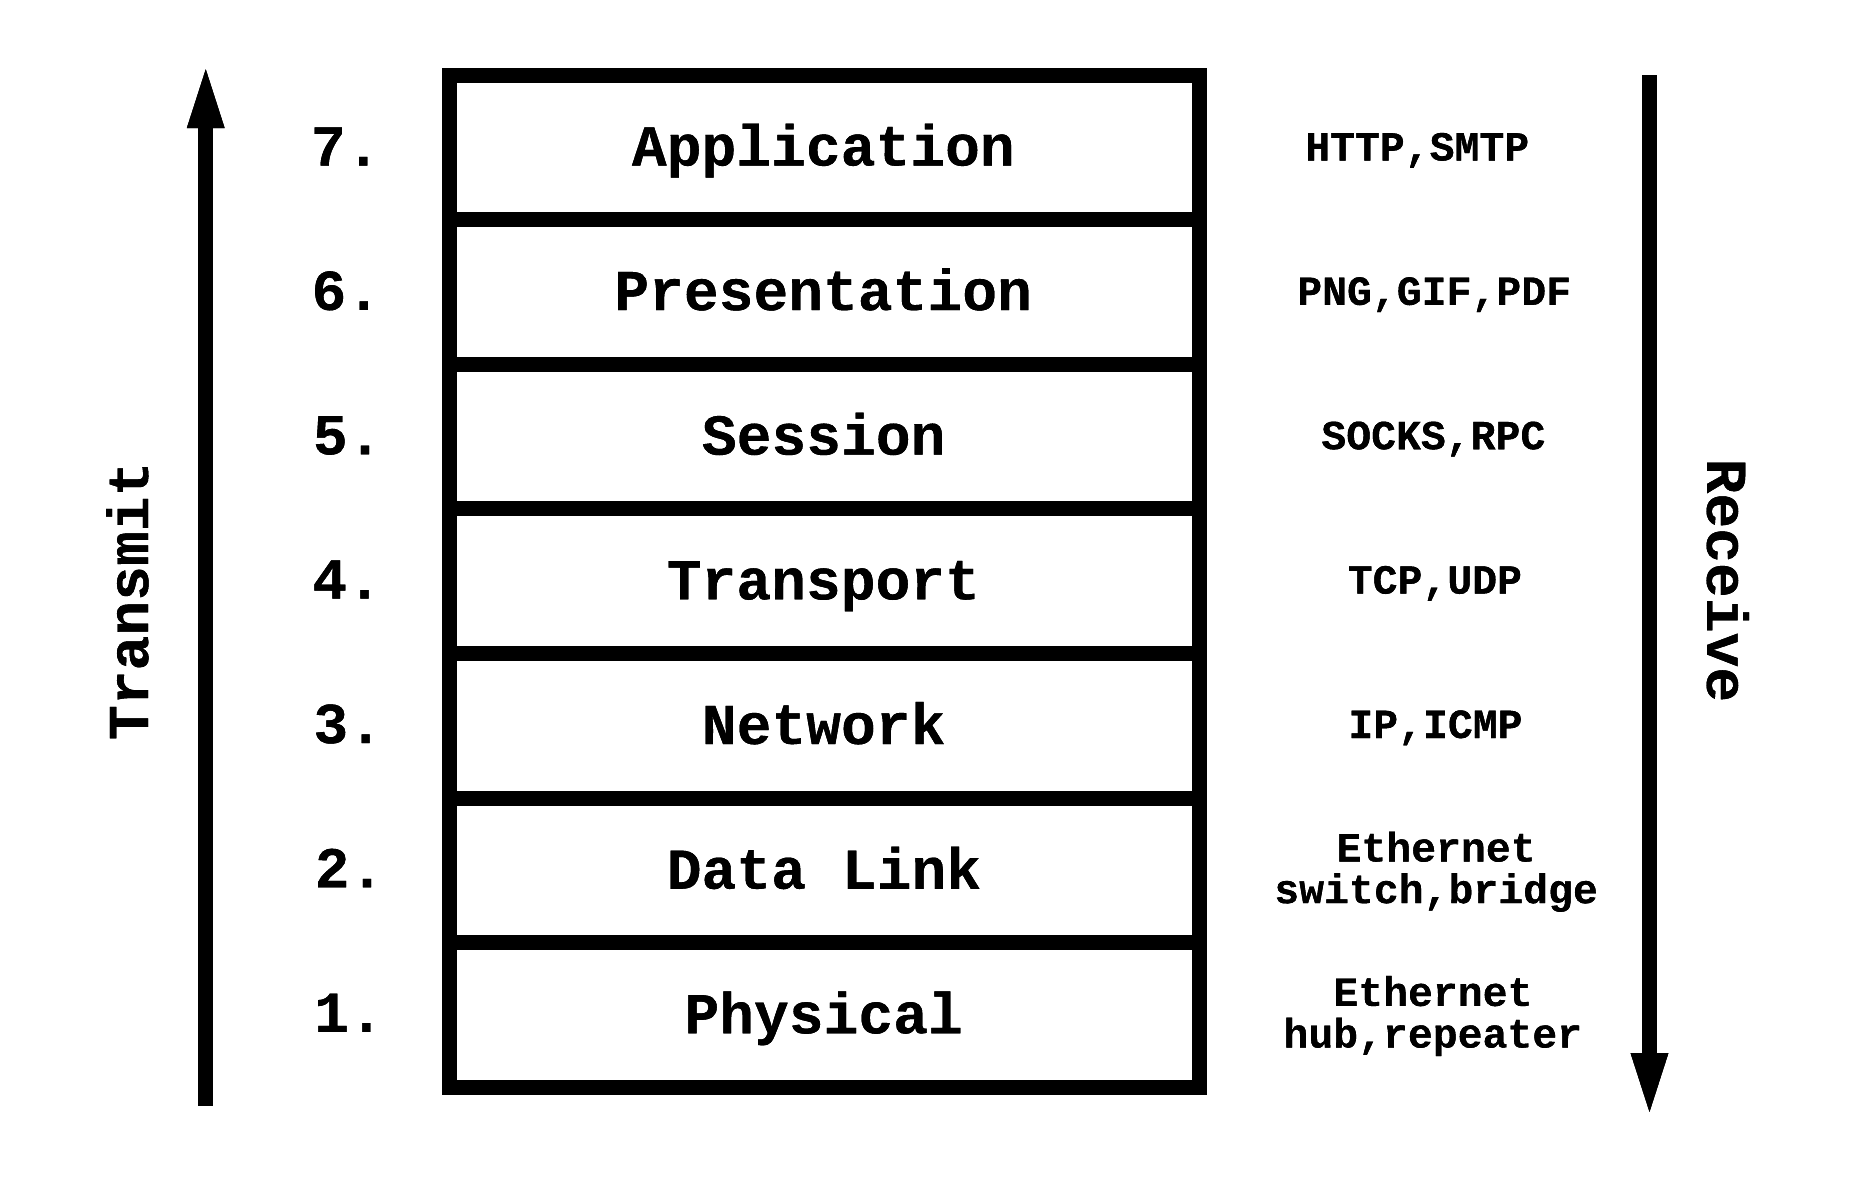 Transmit
7. Application HTTP,SMTP
6. Presentation PNG,GIF,PDF
5. Session SOCKS,RPC
4. Transport TCP,UDP
3. Network IP,ICMP
2. Data Link Ethernet
switch,bridge
1. Physical Ethernet
hub,repeater
Receive